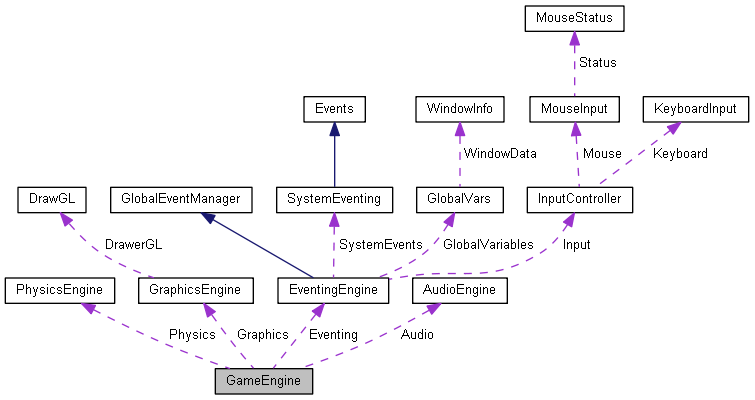 MouseStatus
Status
Events
WindowInfo
MouseInput
KeyboardInput
WindowData
Mouse
Keyboard
DrawGL
GlobalEventManager
SystemEventing
GlobalVars
InputController
DrawerGL
SystemEvents
GlobalVariables
Input
PhysicsEngine
GraphicsEngine
EventingEngine
AudioEngine
Physics
Graphics
Eventing
Audio
GameEngine